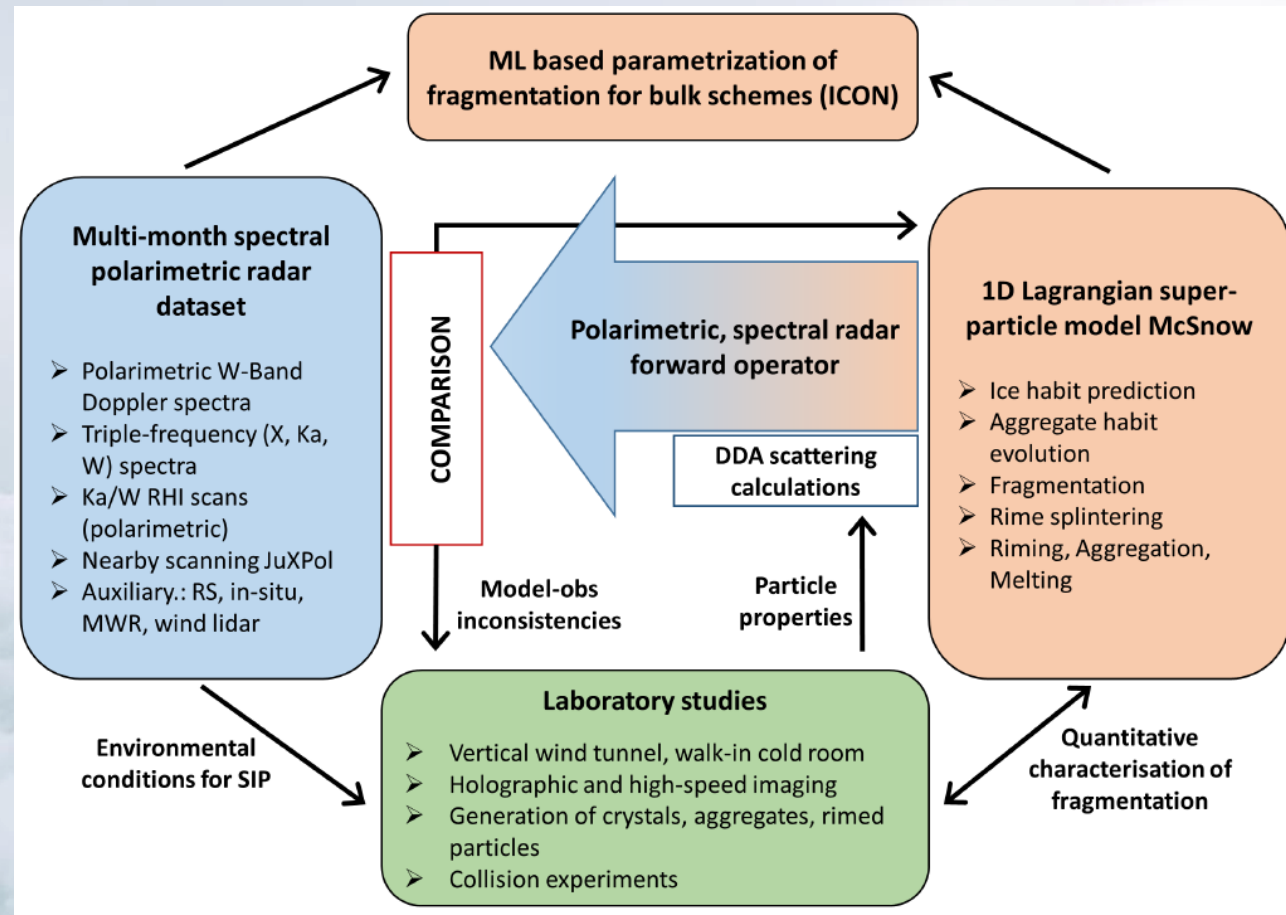 ML based parametrization of
fragmentation for bulk schemes (ICON)
Multi-month spectral
polarimetric radar
dataset
➢ Polarimetric W-Band
Doppler spectra
➢ Triple-frequency (X, Ka,
W) spectra
➢ Ka/W RHI scans
(polarimetric)
➢ Nearby scanning JuXPol
➢ Auxiliary.: RS, in-situ,
MWR, wind lidar
COMPARISON
Polarimetric, spectral radar
forward operator
DDA scattering
calculations
1D Lagrangian super-
particle model McSnow
➢ Ice habit prediction
➢ Aggregate habit
evolution
➢ Fragmentation
➢ Rime splintering
➢ Riming, Aggregation,
Melting
Model-obs
inconsistencies
Particle
properties
Environmental
conditions for SIP
Laboratory studies
➢ Vertical wind tunnel, walk-in cold room
➢ Holographic and high-speed imaging
➢ Generation of crystals, aggregates, rimed
particles
➢ Collision experiments
Quantitative
characterisation of
fragmentation